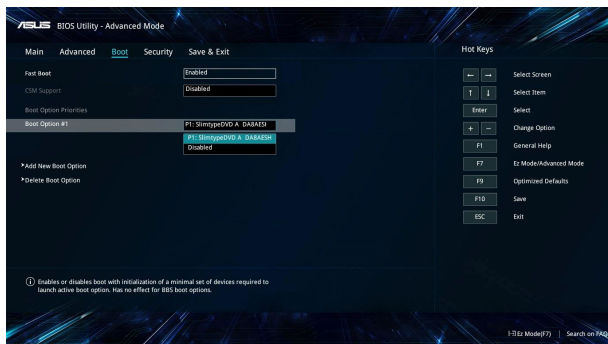 ASUS BIOS Utility - Advanced Mode
Main Advanced Boot Security Save & Exit
Hot Keys
Fast Boot Enabled
CSM Support Disabled
Boot Option Priorities
Boot Option #1 P1: SlimtypeDVD A DA8AESI
P1: SlimtypeDVD A DA8AESH
Disabled
Add New Boot Option
Delete Boot Option
← → Select Screen
↑ ↓ Select Item
Enter Select
+ − Change Option
F1 General Help
F7 Ez Mode/Advanced Mode
F9 Optimized Defaults
F10 Save
ESC Exit
Enables or disables boot with initialization of a minimal set of devices required to
launch active boot option. Has no effect for BBS boot options.
Ez Mode(F7) | Search on FAQ